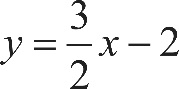 y = 3/2 x − 2